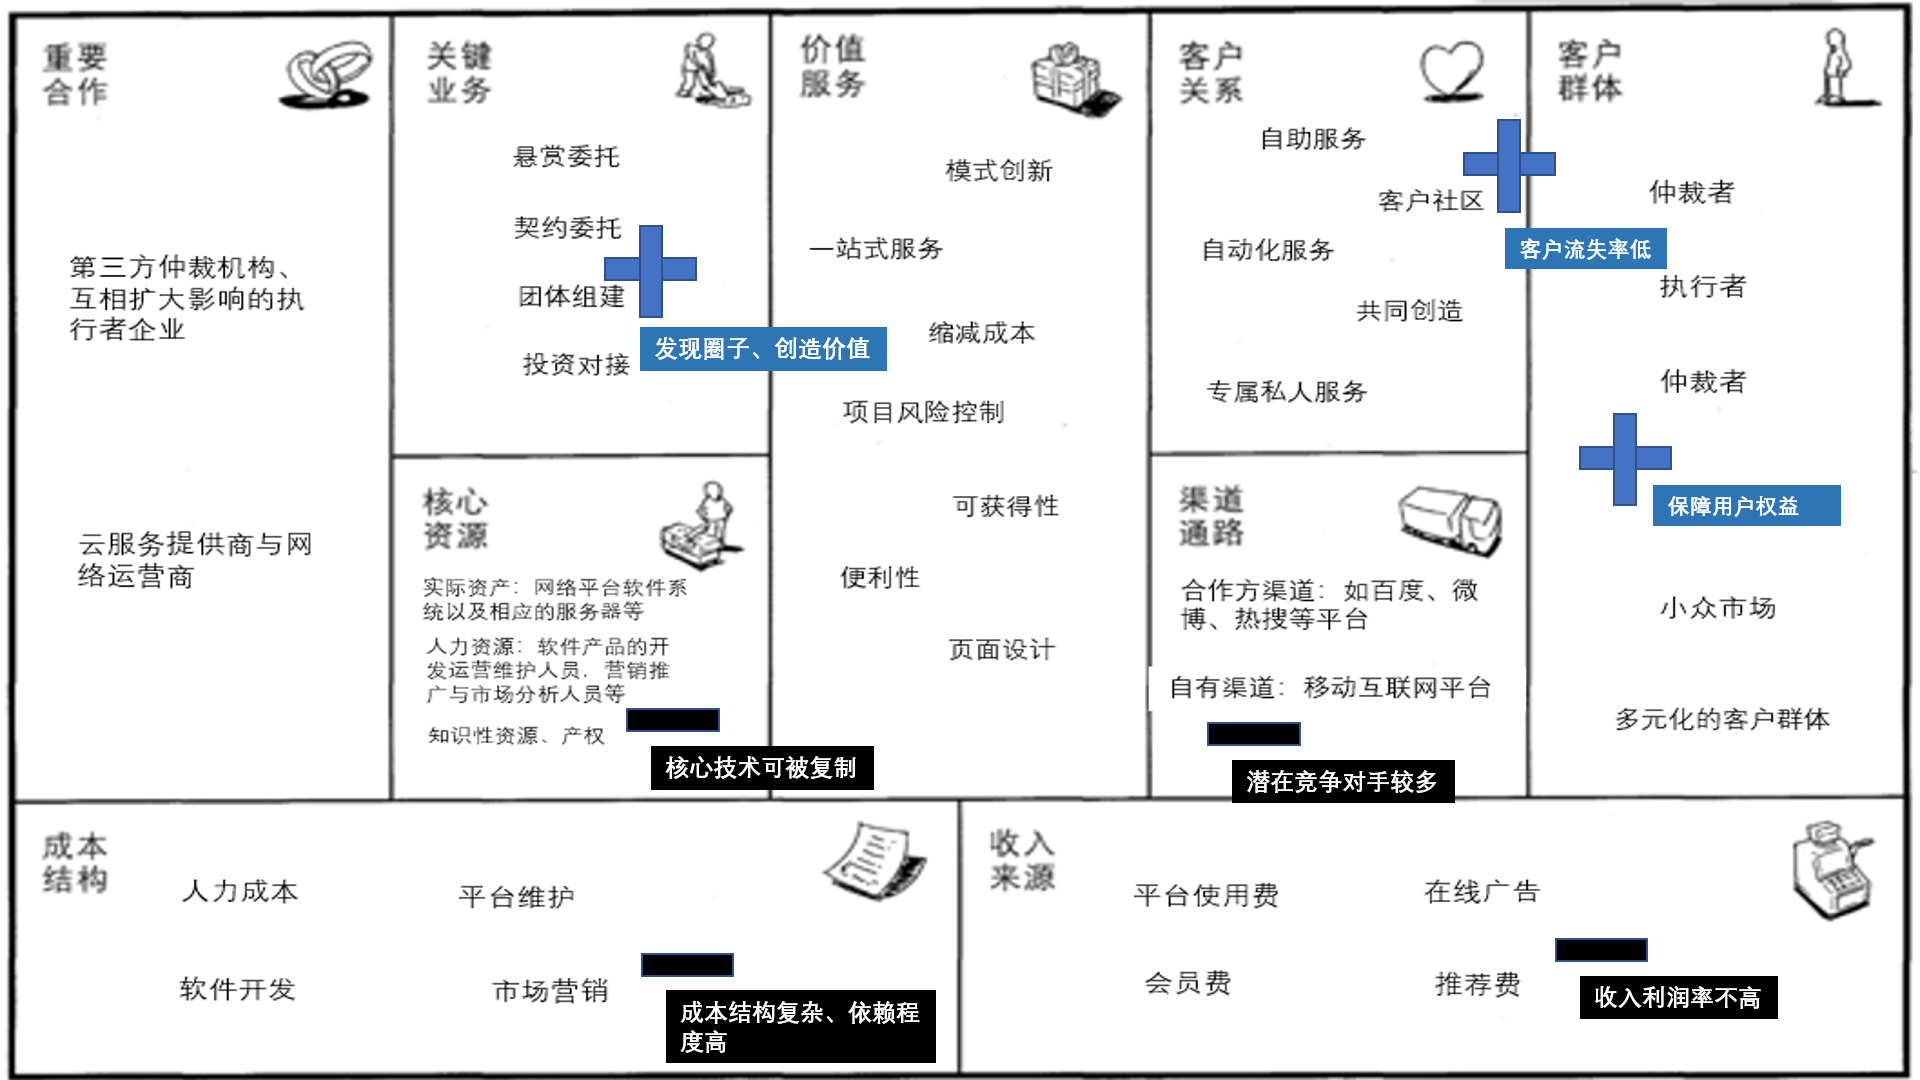 重要
合作
第三方仲裁机构、
互相扩大影响的执
行者企业
云服务提供商与网
络运营商
关键
业务
悬赏委托
契约委托
团体组建
投资对接
发现圈子、创造价值
核心
资源
实际资产：网络平台软件系
统以及相应的服务器等
人力资源：软件产品的开
发运营维护人员，营销推
广与市场分析人员等
知识性资源、产权
核心技术可被复制
价值
服务
模式创新
一站式服务
缩减成本
项目风险控制
可获得性
便利性
页面设计
客户
关系
自助服务
客户社区
自动化服务
共同创造
专属私人服务
客户流失率低
渠道
通路
合作方渠道：如百度、微
博、热搜等平台
自有渠道：移动互联网平台
潜在竞争对手较多
客户
群体
仲裁者
执行者
仲裁者
保障用户权益
小众市场
多元化的客户群体
成本
结构
人力成本
平台维护
软件开发
市场营销
成本结构复杂、依赖程
度高
收入
来源
平台使用费
在线广告
会员费
推荐费
收入利润率不高